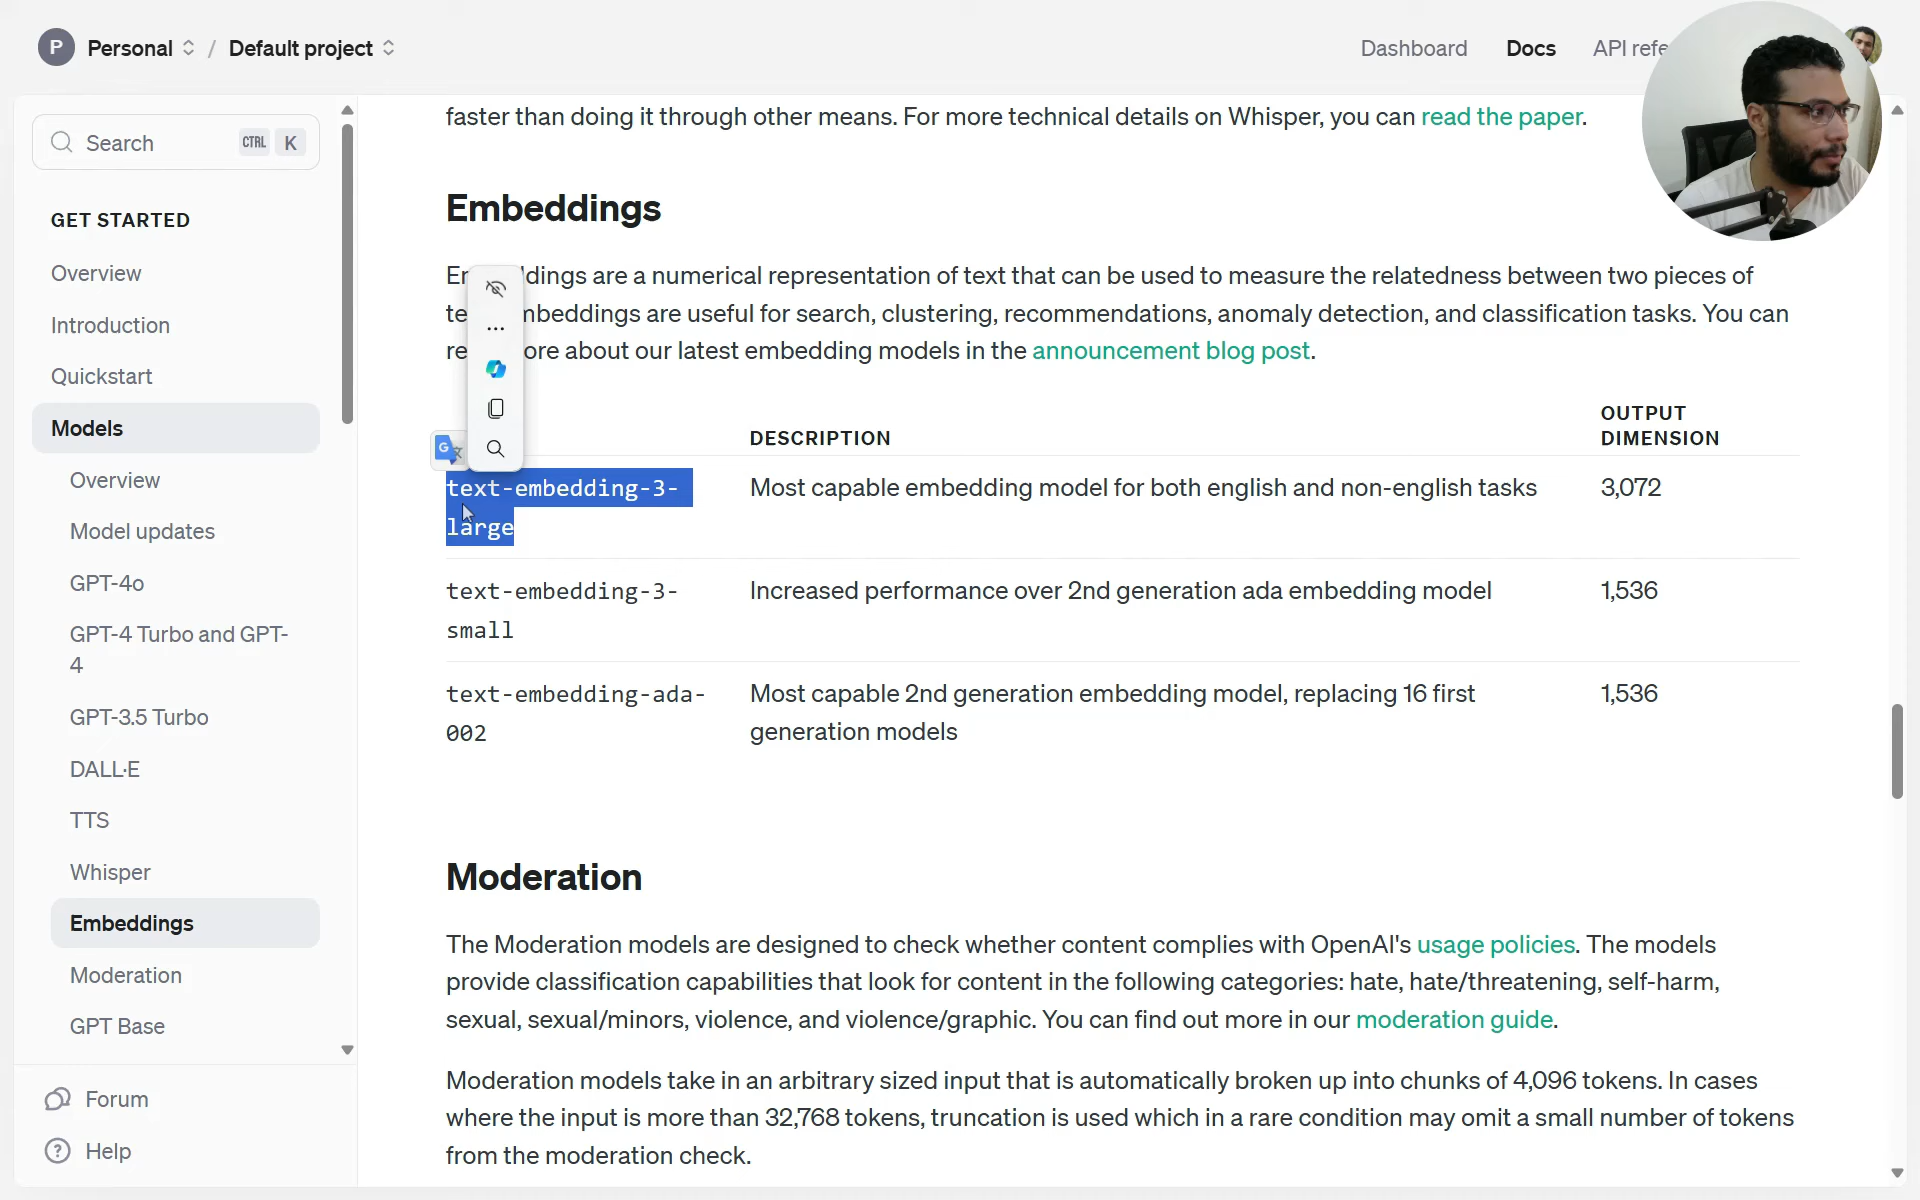 P Personal / Default project
Dashboard Docs API refe
Search CTRL K
GET STARTED
Overview
Introduction
Quickstart
Models
Overview
Model updates
GPT-4o
GPT-4 Turbo and GPT-
4
GPT-3.5 Turbo
DALL·E
TTS
Whisper
Embeddings
Moderation
GPT Base
Forum
Help
faster than doing it through other means. For more technical details on Whisper, you can read the paper.
Embeddings
Em dings are a numerical representation of text that can be used to measure the relatedness between two pieces of
te mbeddings are useful for search, clustering, recommendations, anomaly detection, and classification tasks. You can
re ore about our latest embedding models in the announcement blog post.
DESCRIPTION
OUTPUT
DIMENSION
text-embedding-3-
large
Most capable embedding model for both english and non-english tasks
3,072
text-embedding-3-
small
Increased performance over 2nd generation ada embedding model
1,536
text-embedding-ada-
002
Most capable 2nd generation embedding model, replacing 16 first
generation models
1,536
Moderation
The Moderation models are designed to check whether content complies with OpenAI's usage policies. The models
provide classification capabilities that look for content in the following categories: hate, hate/threatening, self-harm,
sexual, sexual/minors, violence, and violence/graphic. You can find out more in our moderation guide.
Moderation models take in an arbitrary sized input that is automatically broken up into chunks of 4,096 tokens. In cases
where the input is more than 32,768 tokens, truncation is used which in a rare condition may omit a small number of tokens
from the moderation check.